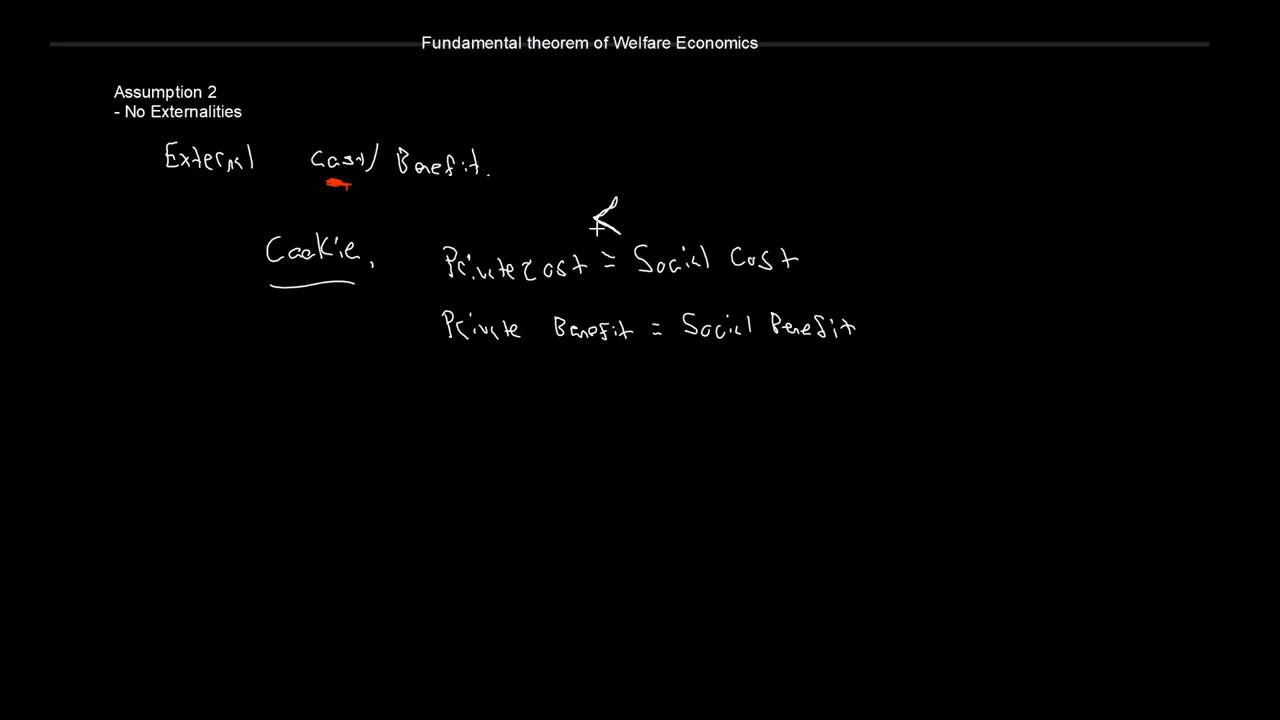 Fundamental theorem of Welfare Economics
Assumption 2
- No Externalities
External Cost/Benefit.
<
Cookie, Private Cost = Social Cost
Private Benefit = Social Benefit